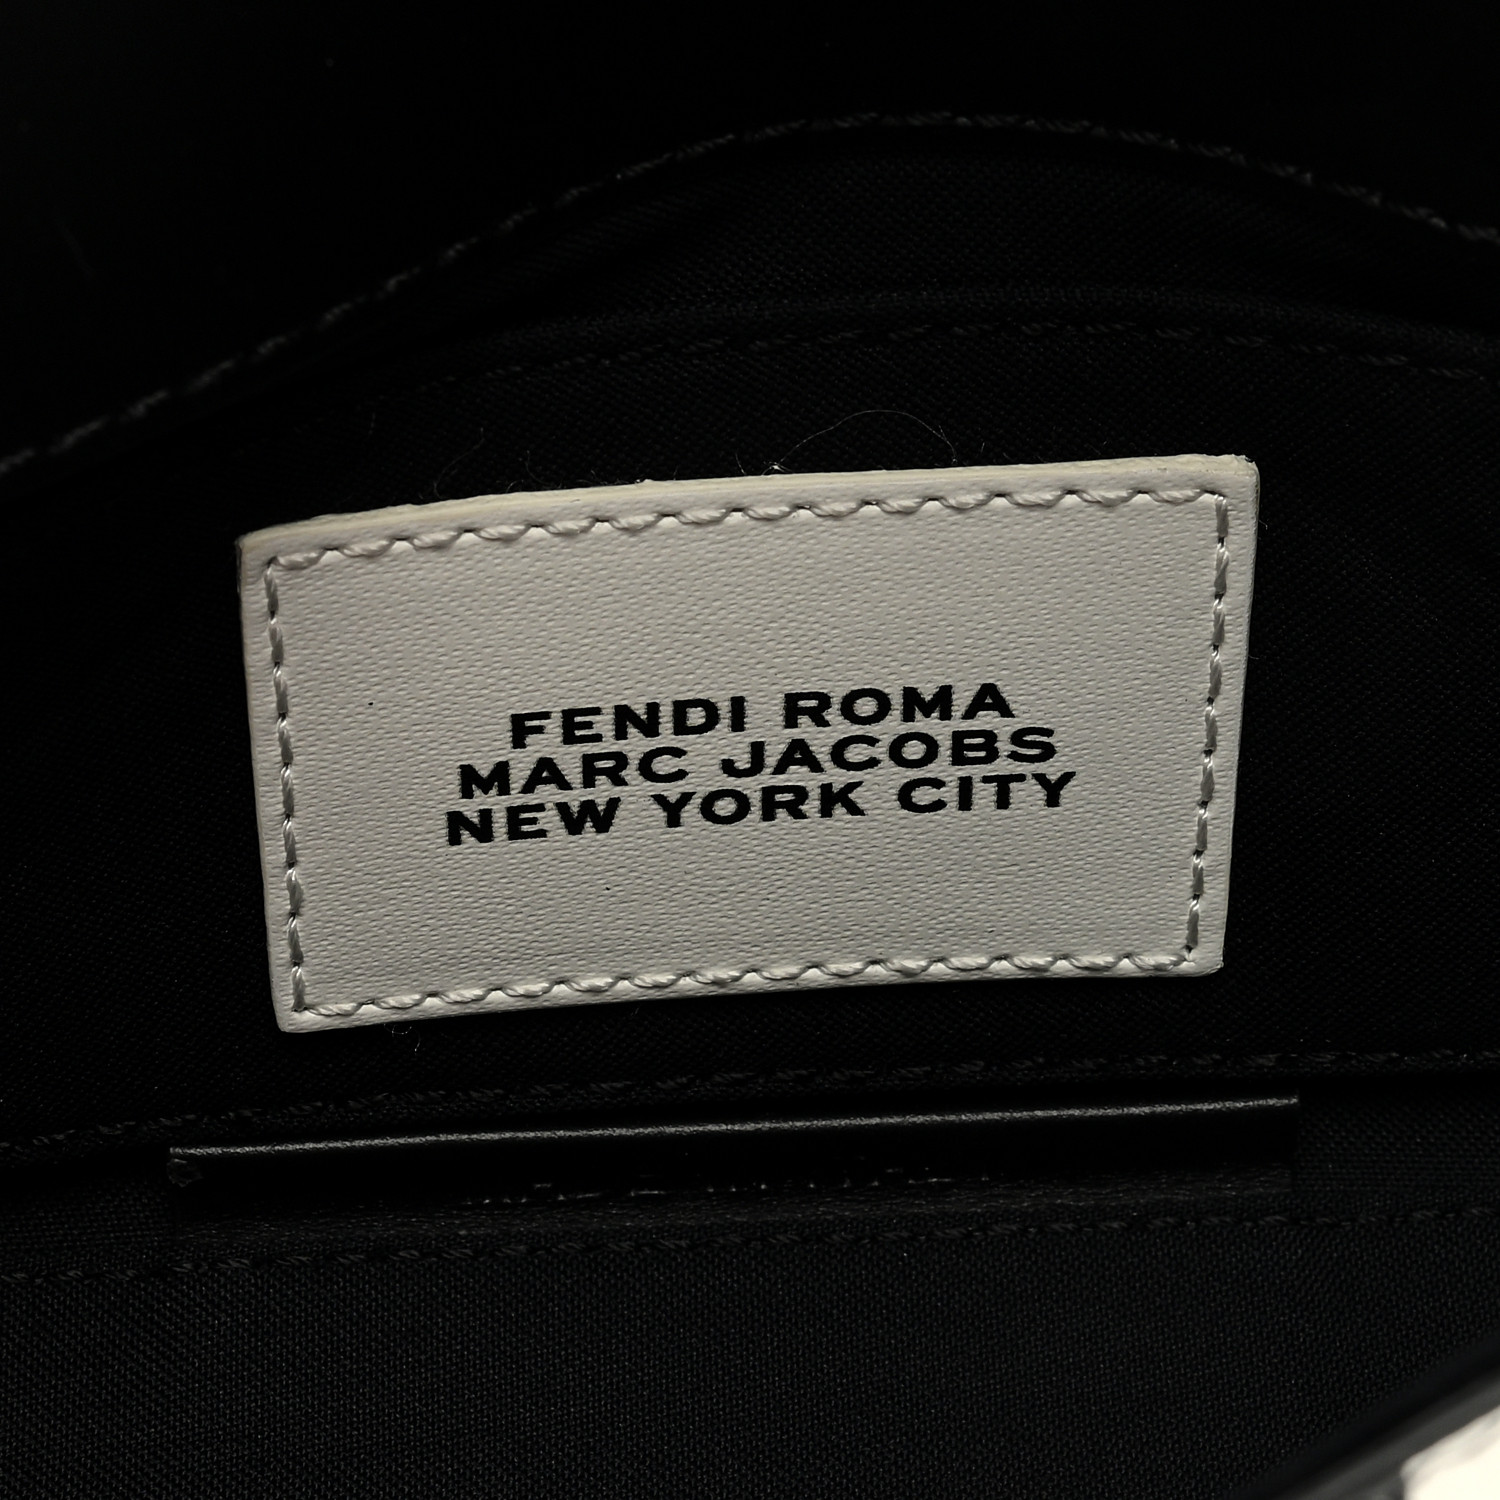 FENDI ROMA
MARC JACOBS
NEW YORK CITY